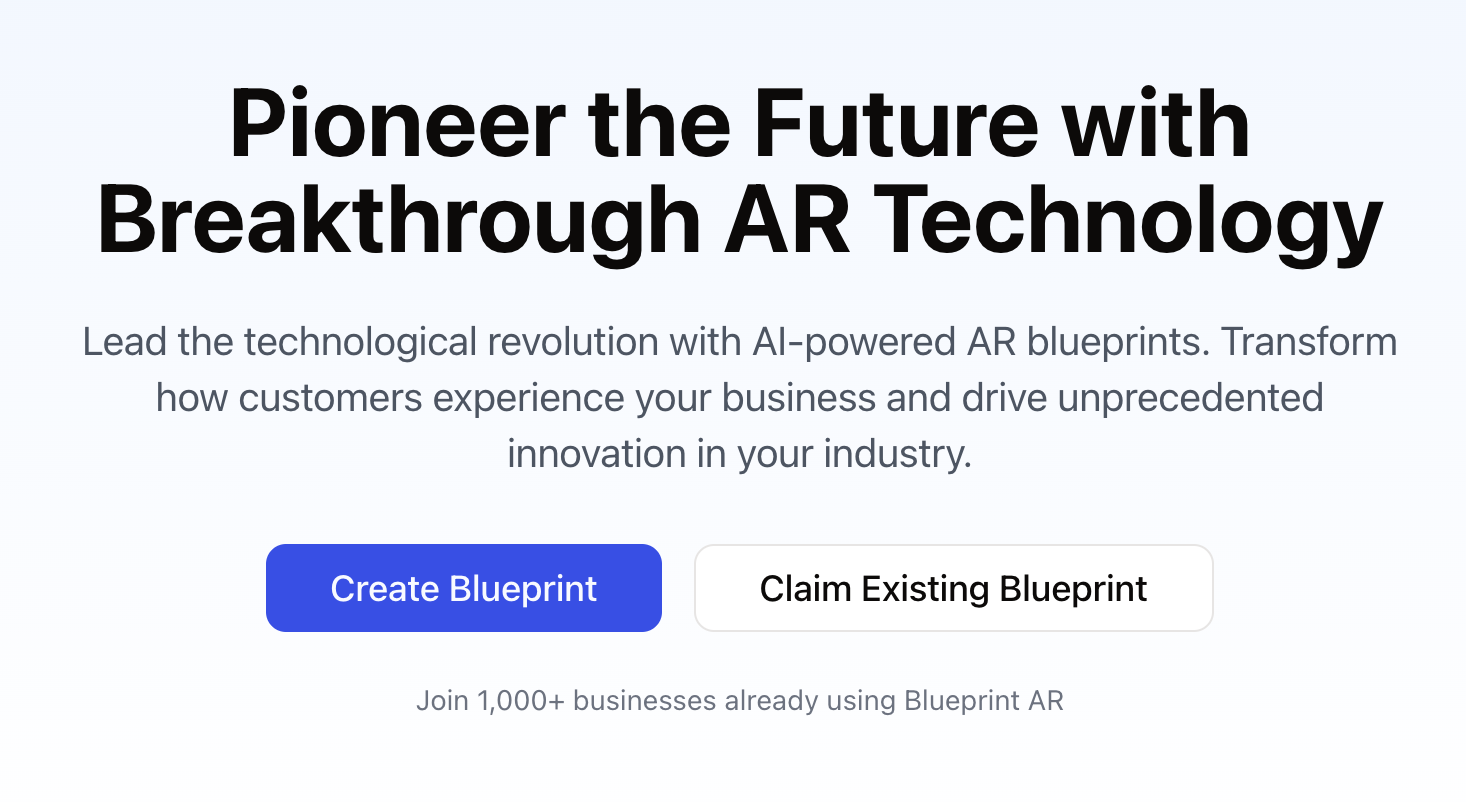 Pioneer the Future with
Breakthrough AR Technology
Lead the technological revolution with AI-powered AR blueprints. Transform
how customers experience your business and drive unprecedented
innovation in your industry.
Create Blueprint
Claim Existing Blueprint
Join 1,000+ businesses already using Blueprint AR